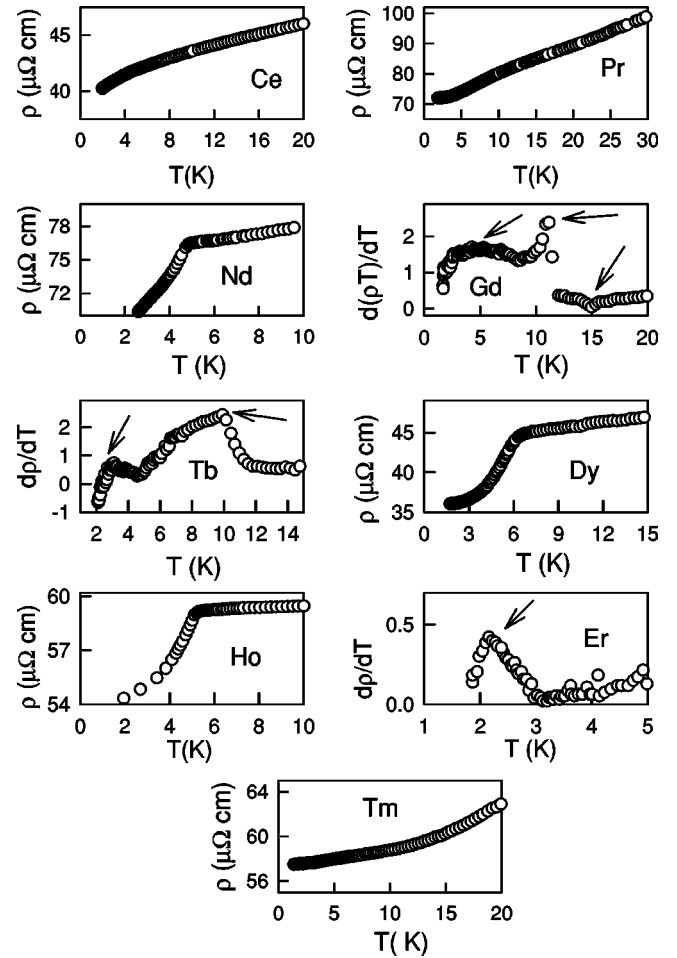 ρ (μΩ cm)
45
40
Ce
0 4 8 12 16 20
T(K)
ρ (μΩ cm)
100
90
80
70
Pr
0 5 10 15 20 25 30
T(K)
ρ (μΩ cm)
78
75
72
Nd
0 2 4 6 8 10
T (K)
d(ρT)/dT
2
1
0
Gd
0 5 10 15 20
T (K)
dρ/dT
2
1
0
-1
Tb
2 4 6 8 10 12 14
T (K)
ρ (μΩ cm)
45
40
35
Dy
0 3 6 9 12 15
T (K)
ρ (μΩ cm)
60
57
54
Ho
0 2 4 6 8 10
T(K)
dρ/dT
0.5
0.0
Er
1 2 3 4 5
T (K)
ρ (μΩ cm)
64
60
56
Tm
0 5 10 15 20
T( K)